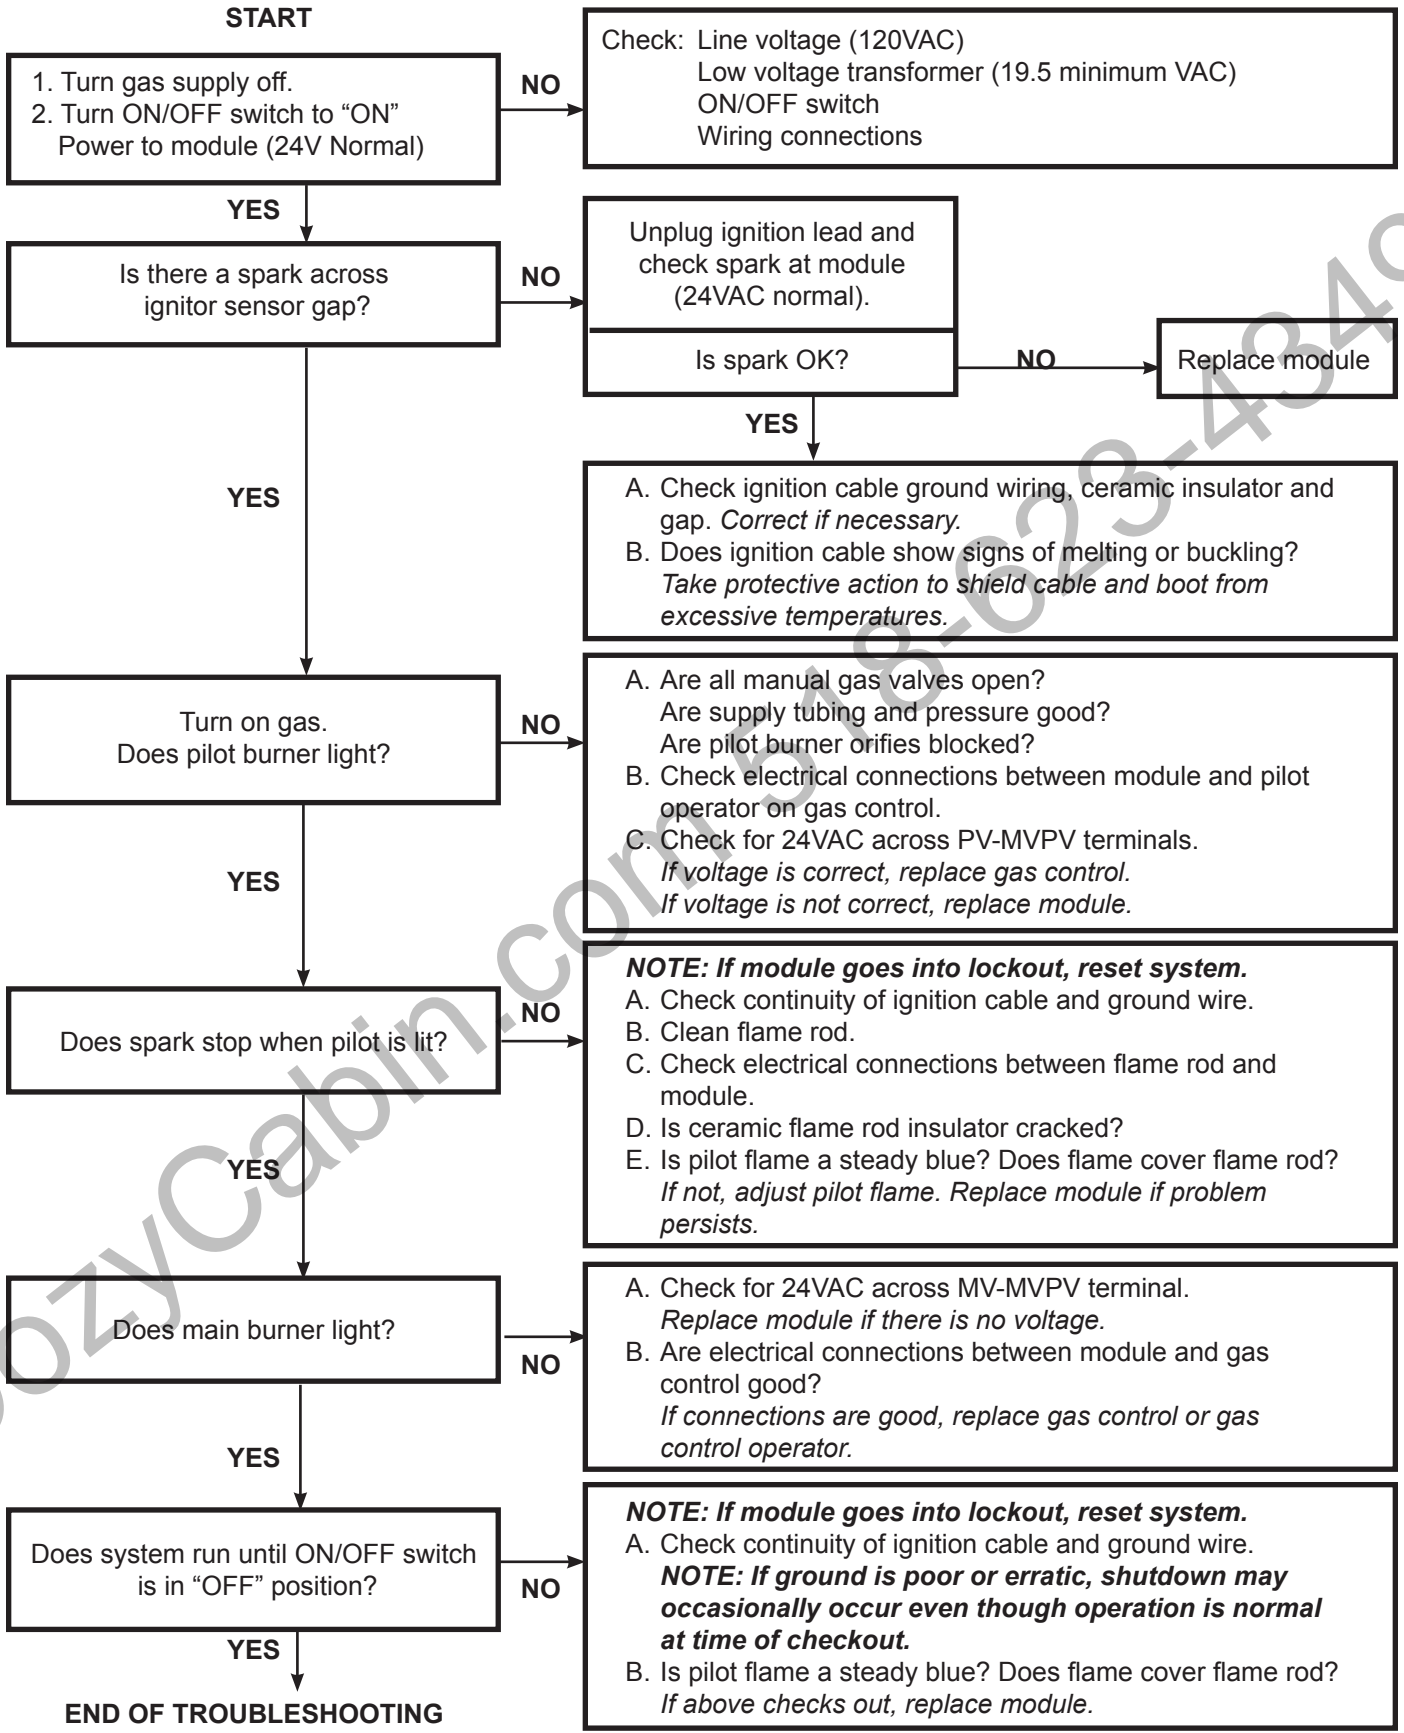 START
1. Turn gas supply off.
2. Turn ON/OFF switch to “ON”
Power to module (24V Normal)
NO
Check: Line voltage (120VAC)
Low voltage transformer (19.5 minimum VAC)
ON/OFF switch
Wiring connections
YES
Is there a spark across
ignitor sensor gap?
NO
Unplug ignition lead and
check spark at module
(24VAC normal).
Is spark OK?
NO
Replace module
YES
A. Check ignition cable ground wiring, ceramic insulator and
gap. Correct if necessary.
B. Does ignition cable show signs of melting or buckling?
Take protective action to shield cable and boot from
excessive temperatures.
YES
Turn on gas.
Does pilot burner light?
NO
A. Are all manual gas valves open?
Are supply tubing and pressure good?
Are pilot burner orifies blocked?
B. Check electrical connections between module and pilot
operator on gas control.
C. Check for 24VAC across PV-MVPV terminals.
If voltage is correct, replace gas control.
If voltage is not correct, replace module.
YES
Does spark stop when pilot is lit?
NO
NOTE: If module goes into lockout, reset system.
A. Check continuity of ignition cable and ground wire.
B. Clean flame rod.
C. Check electrical connections between flame rod and
module.
D. Is ceramic flame rod insulator cracked?
E. Is pilot flame a steady blue? Does flame cover flame rod?
If not, adjust pilot flame. Replace module if problem
persists.
YES
Does main burner light?
NO
A. Check for 24VAC across MV-MVPV terminal.
Replace module if there is no voltage.
B. Are electrical connections between module and gas
control good?
If connections are good, replace gas control or gas
control operator.
YES
Does system run until ON/OFF switch
is in “OFF” position?
NO
NOTE: If module goes into lockout, reset system.
A. Check continuity of ignition cable and ground wire.
NOTE: If ground is poor or erratic, shutdown may
occasionally occur even though operation is normal
at time of checkout.
B. Is pilot flame a steady blue? Does flame cover flame rod?
If above checks out, replace module.
YES
END OF TROUBLESHOOTING
ozyCabin.com 518-623-434